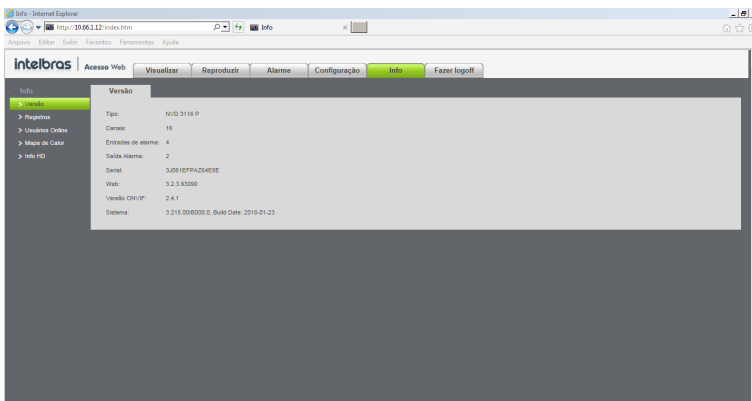 Info - Internet Explorer
http://10.66.1.12/index.htm
Info
Arquivo Editar Exibir Favoritos Ferramentas Ajuda
intelbras Acesso Web Visualizar Reproduzir Alarme Configuração Info Fazer logoff
Info
Versão
Versão
Registros
Usuários Online
Mapa de Calor
Info HD
Tipo: NVD 3116 P
Canais: 16
Entradas de alarme: 4
Saída Alarme: 2
Serial: 3J061EFPAZ84E8E
Web: 3.2.3.93090
Versão ONVIF: 2.4.1
Sistema: 3.215.00IB000.0, Build Date: 2018-01-23